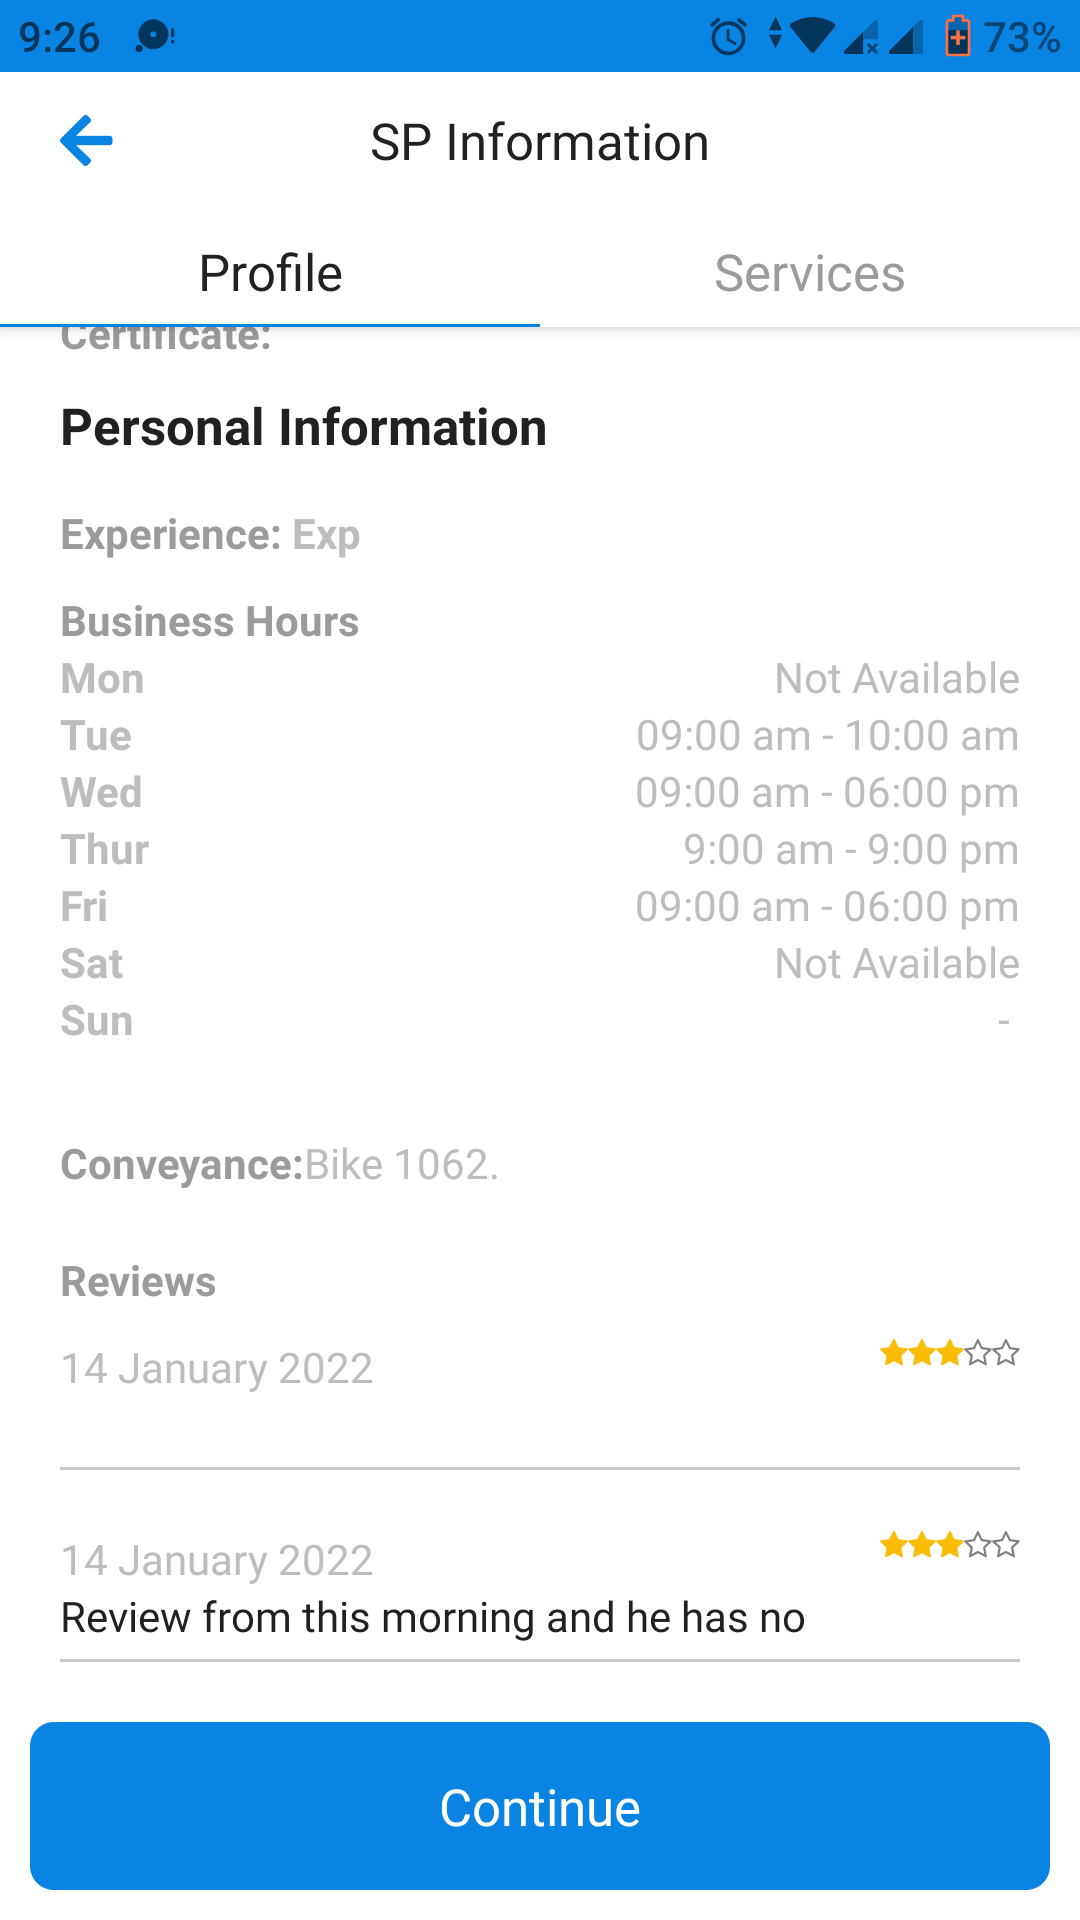 9:26
73%
SP Information
Profile
Services
Certificate:
Personal Information
Experience: Exp
Business Hours
Mon Not Available
Tue 09:00 am - 10:00 am
Wed 09:00 am - 06:00 pm
Thur 9:00 am - 9:00 pm
Fri 09:00 am - 06:00 pm
Sat Not Available
Sun -
Conveyance:Bike 1062.
Reviews
14 January 2022
14 January 2022
Review from this morning and he has no
Continue